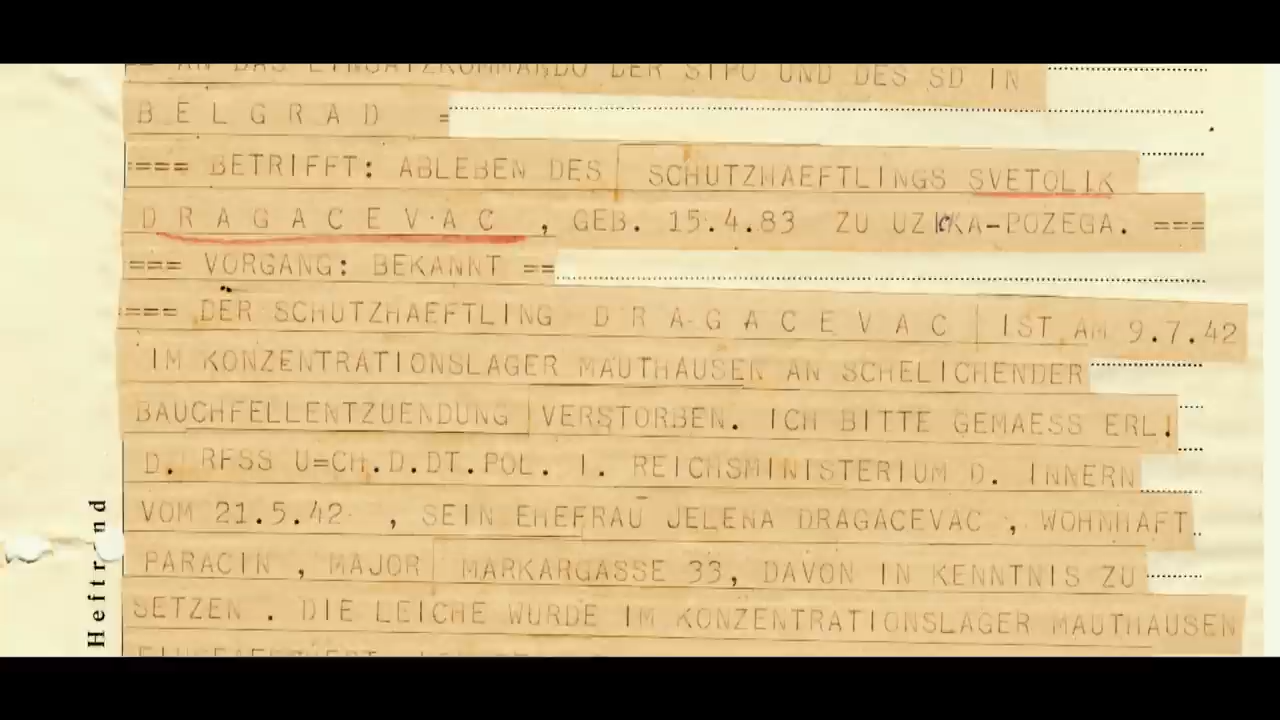 == AN DAS EINSATZKOMMANDO DER SIPO UND DES SD IN
B E L G R A D =
=== BETRIFFT: ABLEBEN DES SCHUTZHAEFTLINGS SVETOLIK
D R A G A C E V A C , GEB. 15.4.83 ZU UZICKA-POZEGA. ===
=== VORGANG: BEKANNT ==
=== DER SCHUTZHAEFTLING D R A G A C E V A C IST AM 9.7.42
IM KONZENTRATIONSLAGER MAUTHAUSEN AN SCHELICHENDER
BAUCHFELLENTZUENDUNG VERSTORBEN. ICH BITTE GEMAESS ERL.
D. RFSS U=CH.D.DT.POL. I. REICHSMINISTERIUM D. INNERN
VOM 21.5.42 , SEIN EHEFRAU JELENA DRAGACEVAC , WOHNHAFT
PARACIN , MAJOR MARKARGASSE 33, DAVON IN KENNTNIS ZU
SETZEN . DIE LEICHE WURDE IM KONZENTRATIONSLAGER MAUTHAUSEN
Heftrand